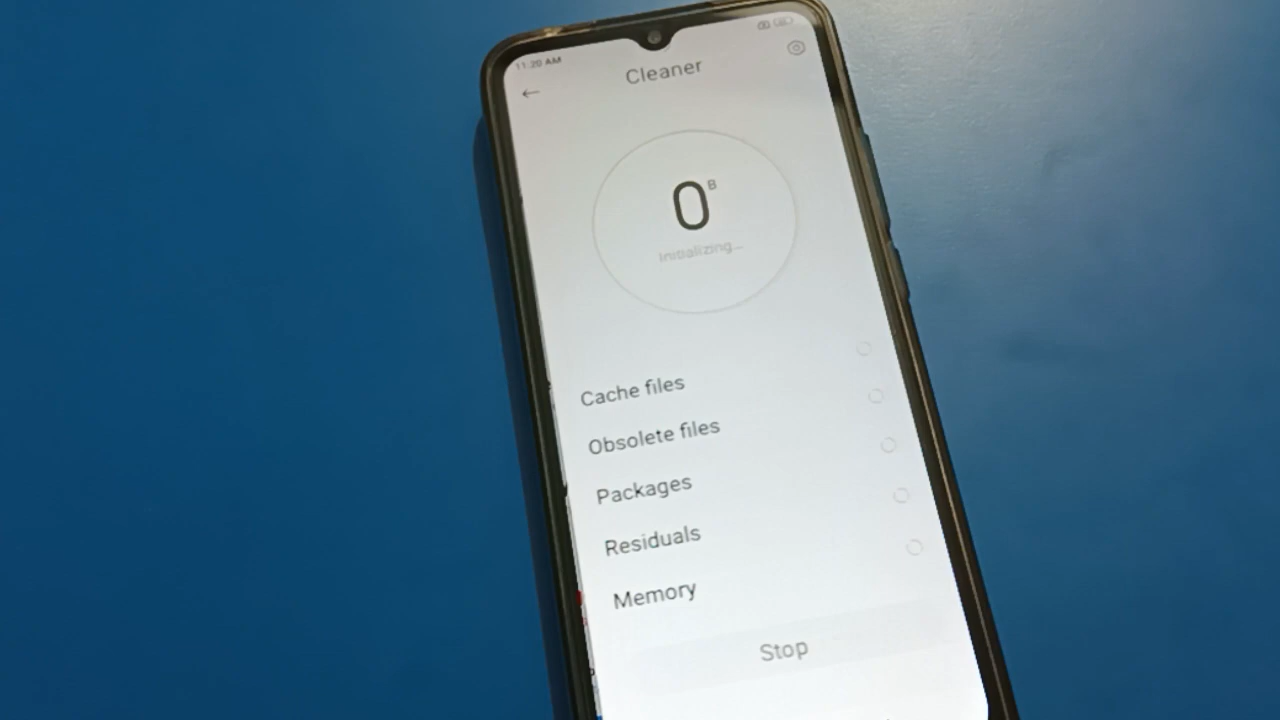 11:20 AM
Cleaner
0 B
Initializing...
Cache files
Obsolete files
Packages
Residuals
Memory
Stop